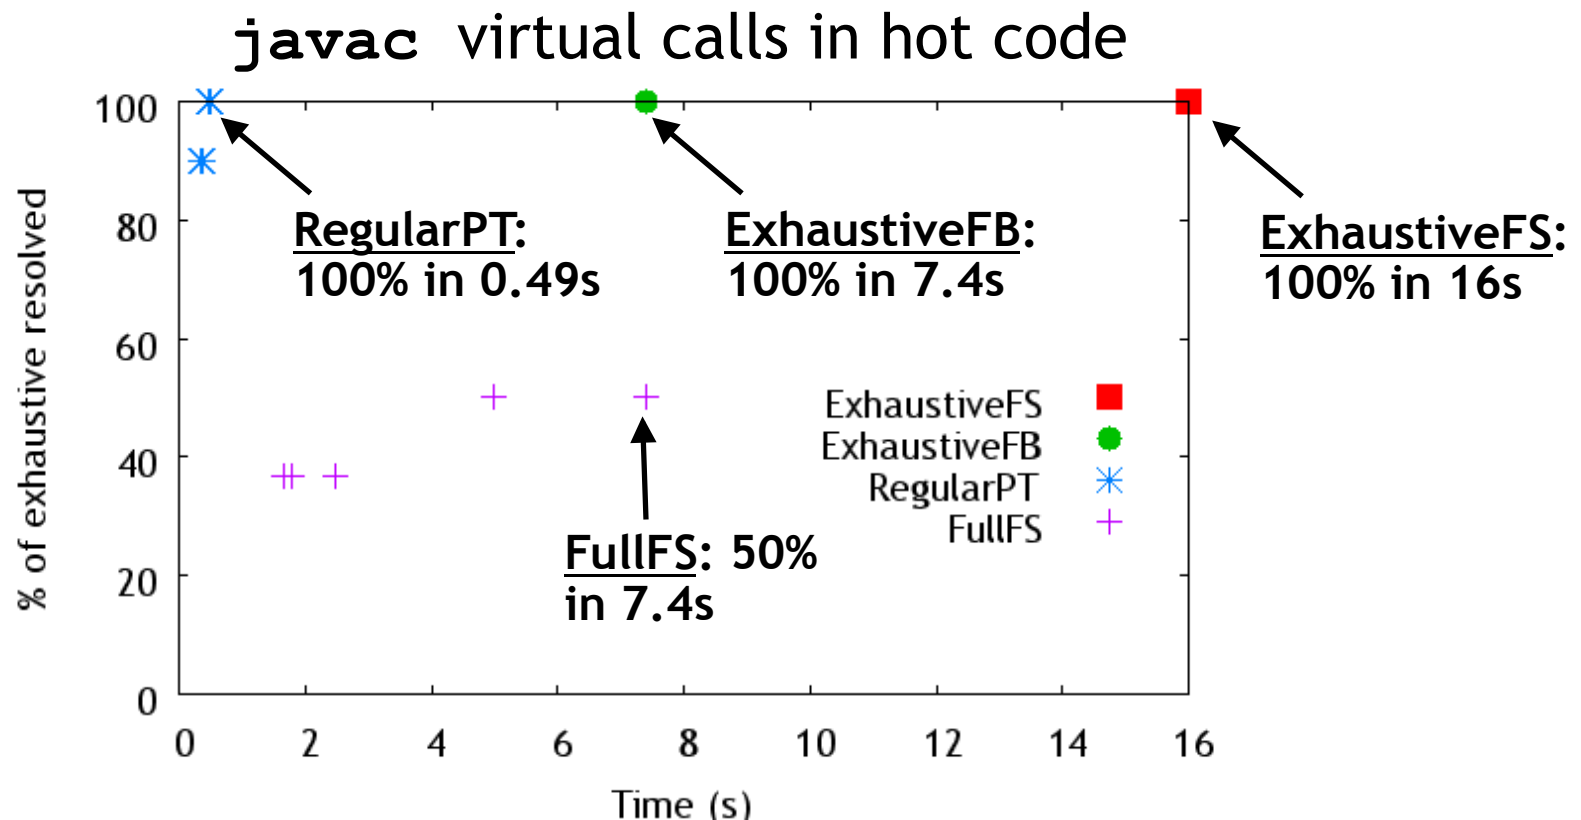 javac virtual calls in hot code
100
80
60
40
20
0
% of exhaustive resolved
RegularPT:
100% in 0.49s
ExhaustiveFB:
100% in 7.4s
ExhaustiveFS:
100% in 16s
ExhaustiveFS
ExhaustiveFB
RegularPT
FullFS
FullFS: 50%
in 7.4s
0 2 4 6 8 10 12 14 16
Time (s)